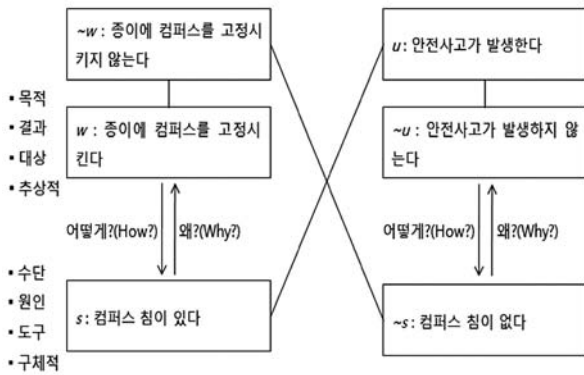 ~w : 종이에 컴퍼스를 고정시
키지 않는다
u : 안전사고가 발생한다
▪ 목적
▪ 결과
▪ 대상
▪ 추상적
w : 종이에 컴퍼스를 고정시
킨다
~u : 안전사고가 발생하지 않
는다
어떻게?(How?)
왜?(Why?)
어떻게?(How?)
왜?(Why?)
▪ 수단
▪ 원인
▪ 도구
▪ 구체적
s : 컴퍼스 침이 있다
~s : 컴퍼스 침이 없다